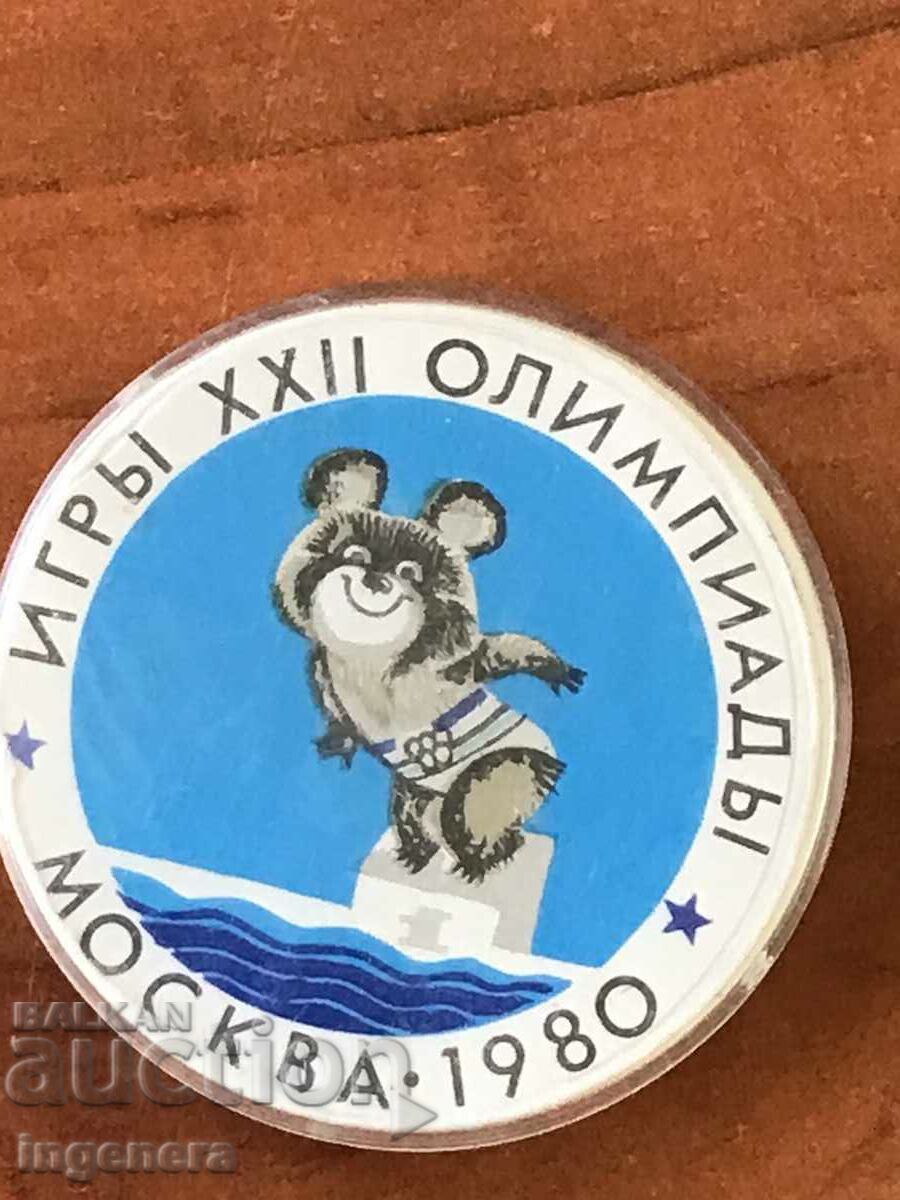 ИГРЫ XXII ОЛИМПИАДЫ
МОСКВА · 1980
I
BALKAN
auction
ingenera